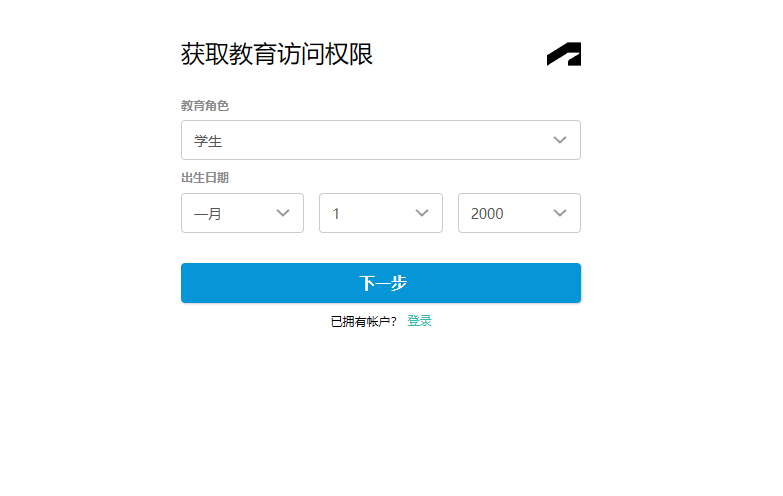 获取教育访问权限
教育角色
学生
出生日期
一月 1 2000
下一步
已拥有帐户? 登录